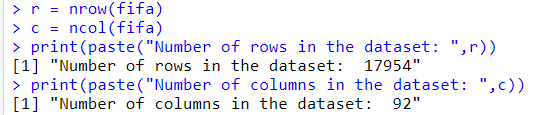 > r = nrow(fifa)
> c = ncol(fifa)
> print(paste("Number of rows in the dataset: ",r))
[1] "Number of rows in the dataset:  17954"
> print(paste("Number of columns in the dataset: ",c))
[1] "Number of columns in the dataset:  92"